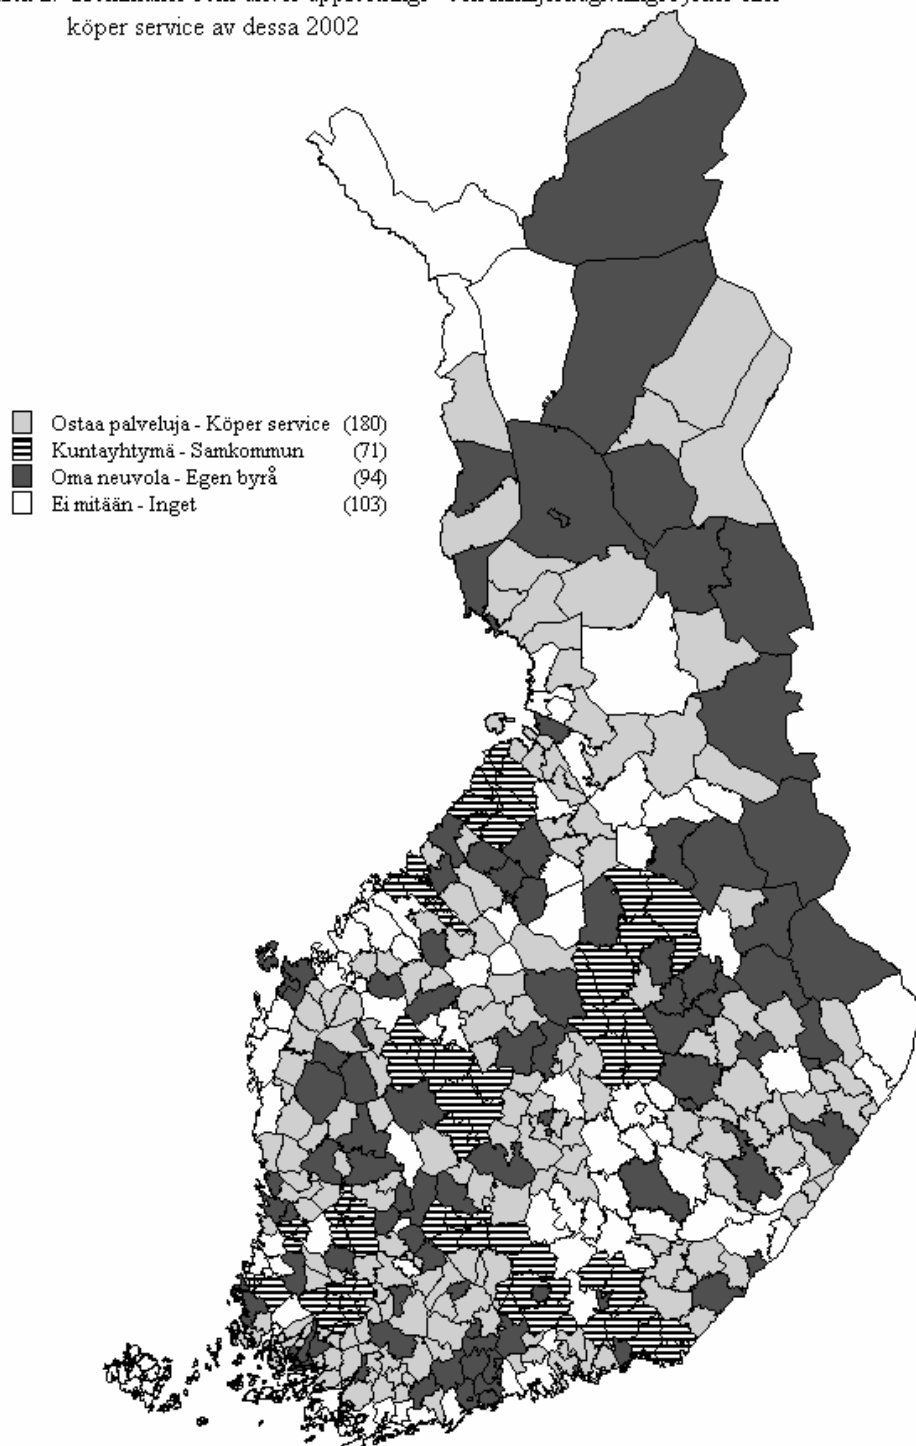 köper service av dessa 2002
Ostaa palveluja - Köper service (180)
Kuntayhtymä - Samkommun (71)
Oma neuvola - Egen byrå (94)
Ei mitään - Inget (103)